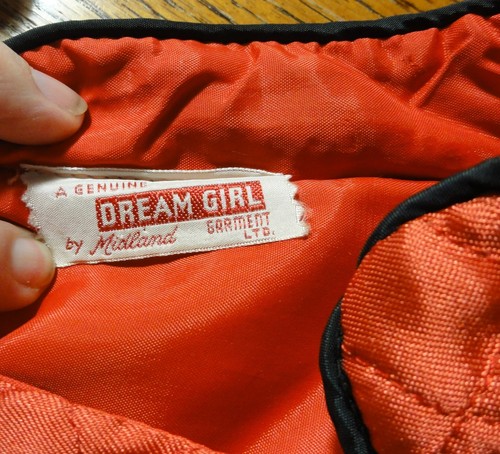 A GENUINE
DREAM GIRL
by Midland GARMENT
LTD.